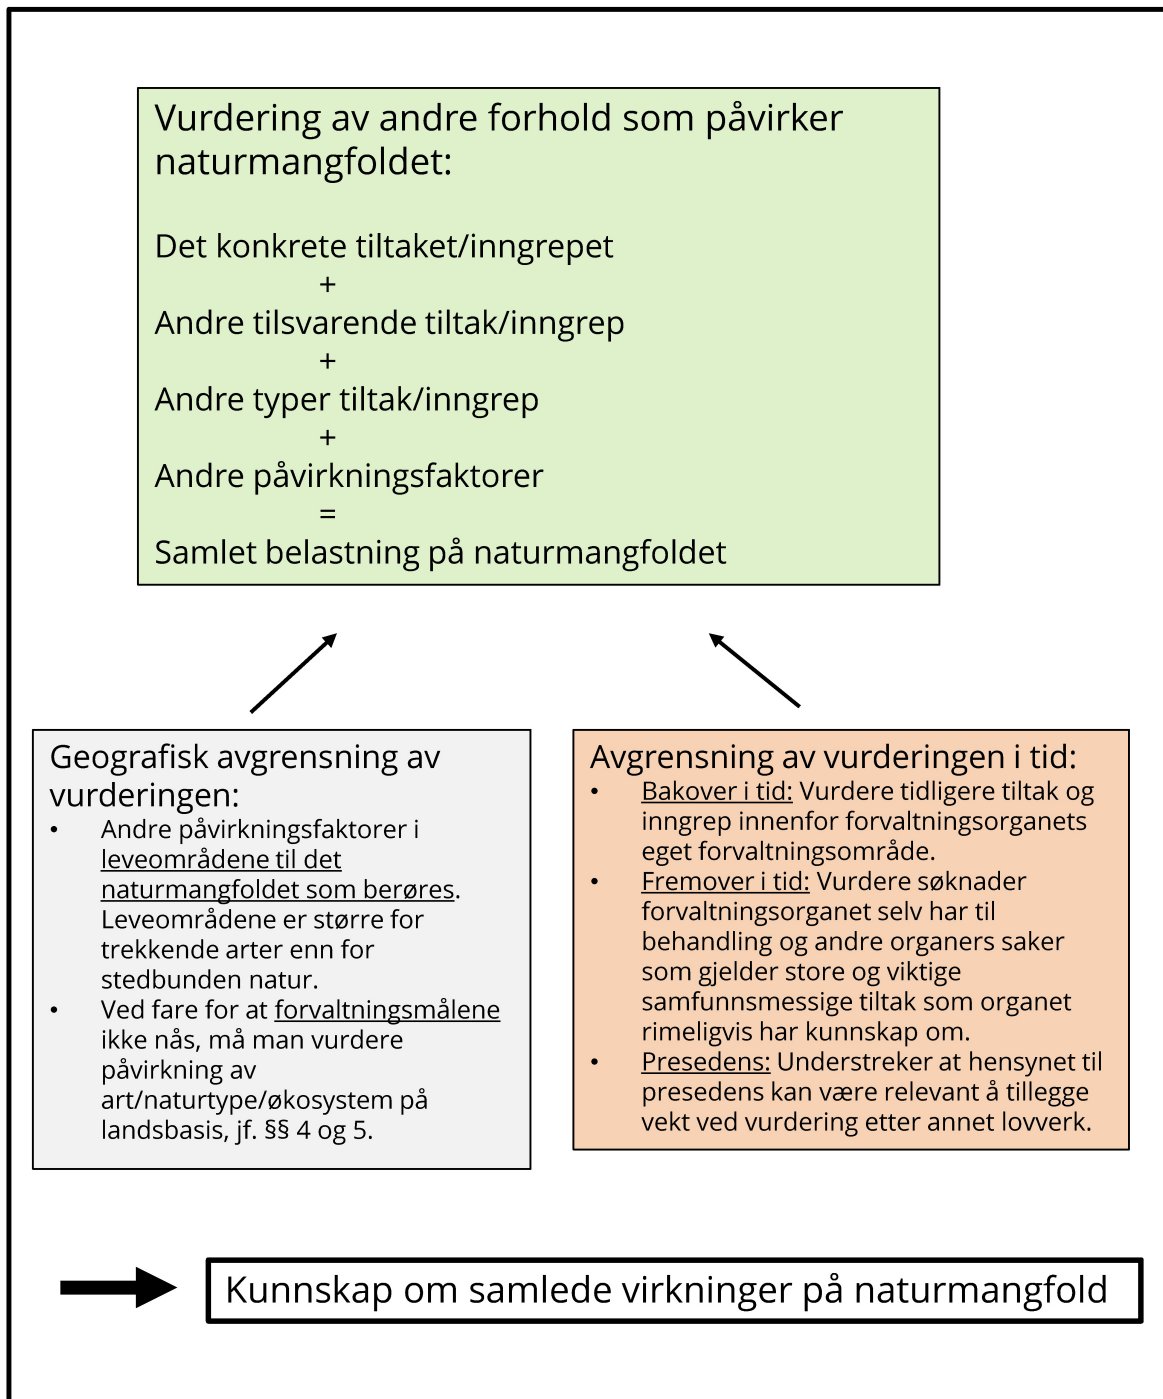 Vurdering av andre forhold som påvirker
naturmangfoldet:
Det konkrete tiltaket/inngrepet
+
Andre tilsvarende tiltak/inngrep
+
Andre typer tiltak/inngrep
+
Andre påvirkningsfaktorer
=
Samlet belastning på naturmangfoldet
Geografisk avgrensning av
vurderingen:
• Andre påvirkningsfaktorer i
leveområdene til det
naturmangfoldet som berøres.
Leveområdene er større for
trekkende arter enn for
stedbunden natur.
• Ved fare for at forvaltningsmålene
ikke nås, må man vurdere
påvirkning av
art/naturtype/økosystem på
landsbasis, jf. §§ 4 og 5.
Avgrensning av vurderingen i tid:
• Bakover i tid: Vurdere tidligere tiltak og
inngrep innenfor forvaltningsorganets
eget forvaltningsområde.
• Fremover i tid: Vurdere søknader
forvaltningsorganet selv har til
behandling og andre organers saker
som gjelder store og viktige
samfunnsmessige tiltak som organet
rimeligvis har kunnskap om.
• Presedens: Understreker at hensynet til
presedens kan være relevant å tillegge
vekt ved vurdering etter annet lovverk.
Kunnskap om samlede virkninger på naturmangfold